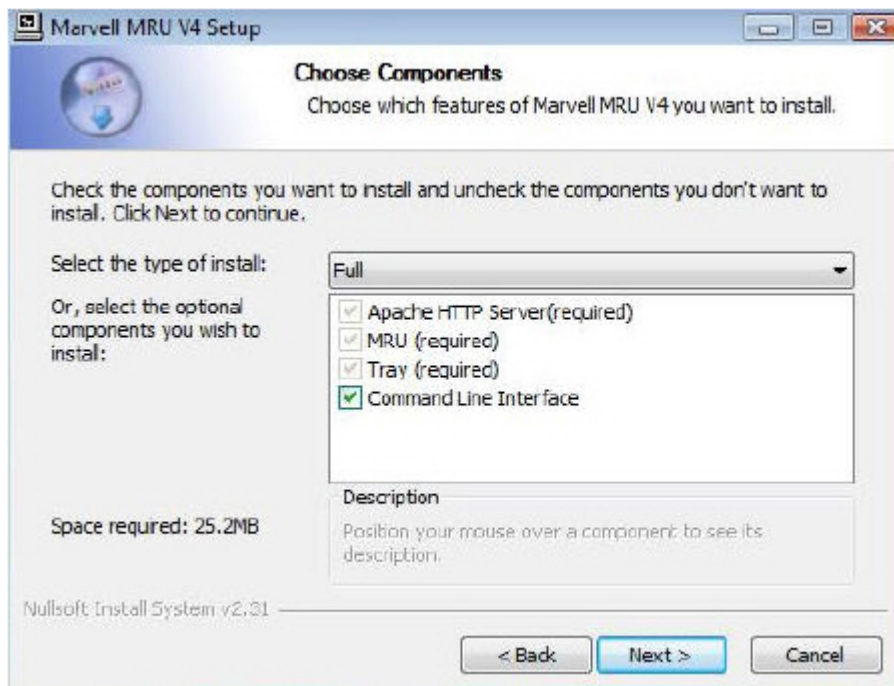 Marvell MRU V4 Setup
Choose Components
Choose which features of Marvell MRU V4 you want to install.
Check the components you want to install and uncheck the components you don't want to
install. Click Next to continue.
Select the type of install:
Full
Or, select the optional
components you wish to
install:
Apache HTTP Server(required)
MRU (required)
Tray (required)
Command Line Interface
Space required: 25.2MB
Description
Position your mouse over a component to see its
description.
Nullsoft Install System v2.31
< Back
Next >
Cancel